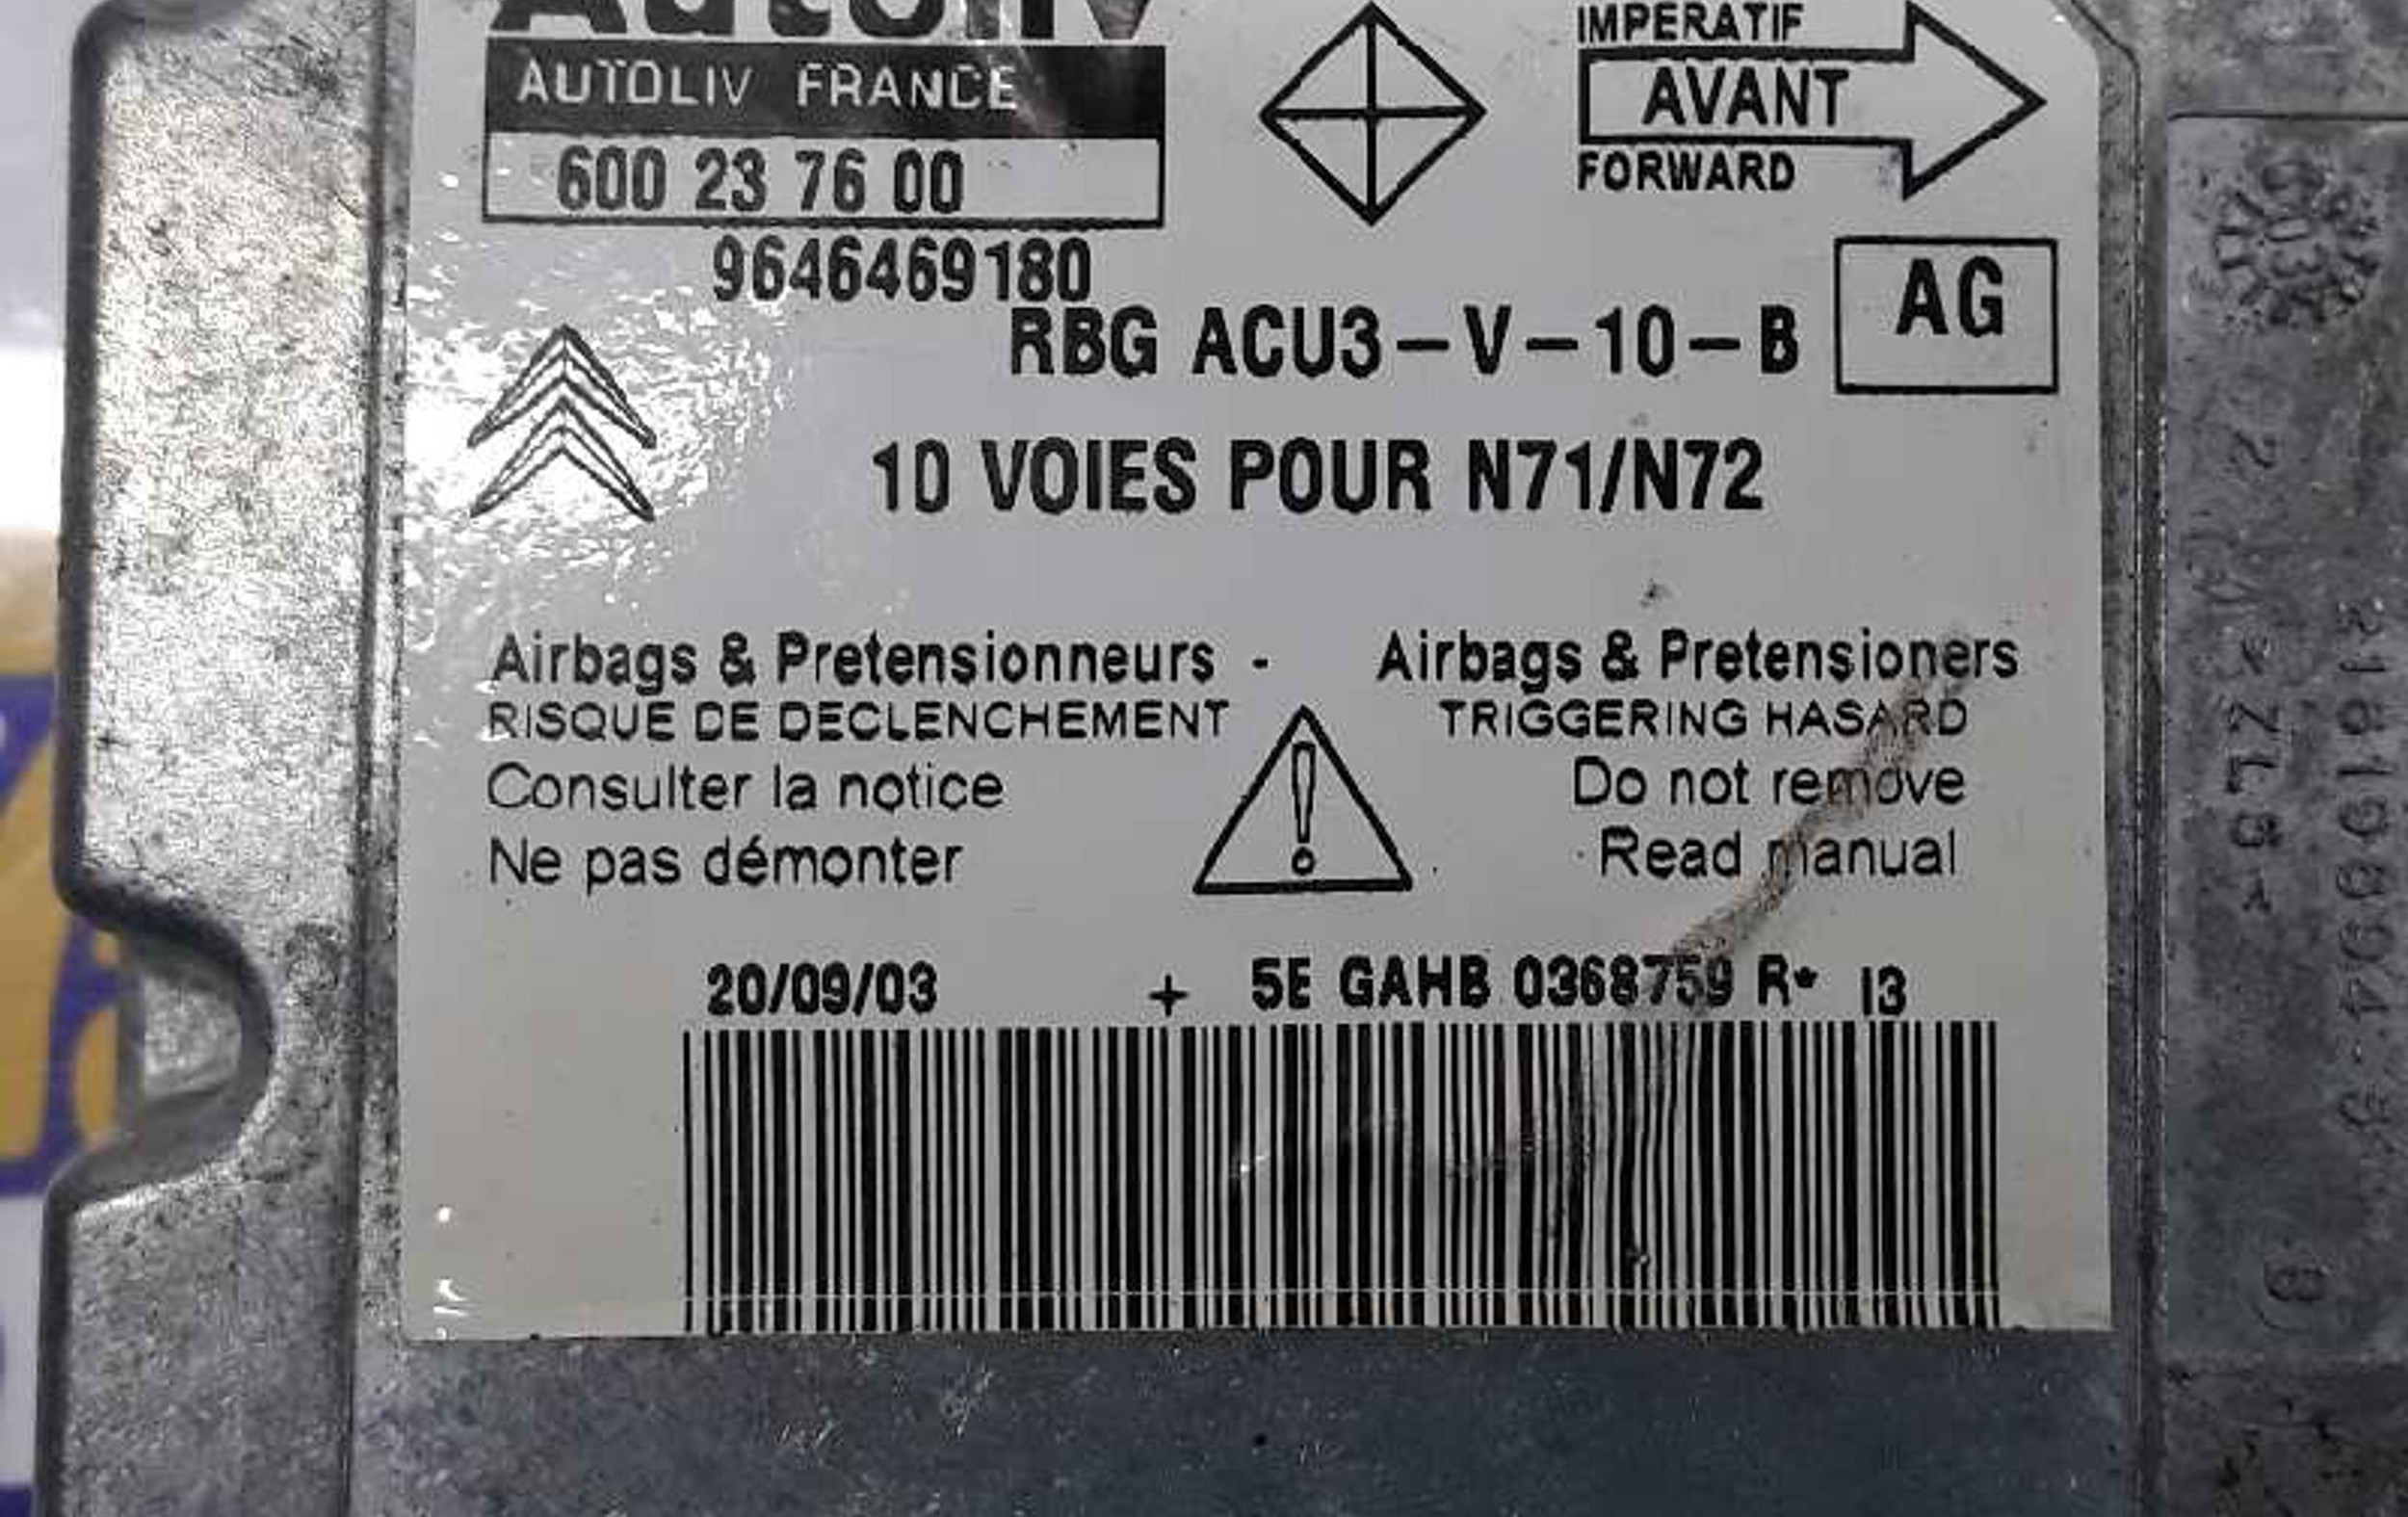 Autoliv
AUTOLIV FRANCE
600 23 76 00
9646469180
IMPERATIF
AVANT
FORWARD
AG
RBG ACU3-V-10-B
10 VOIES POUR N71/N72
Airbags & Pretensionneurs - Airbags & Pretensioners
RISQUE DE DECLENCHEMENT
TRIGGERING HASARD
Consulter la notice
Do not remove
Ne pas démonter
Read manual
20/09/03 + 5E GAHB 0368759 R* I3